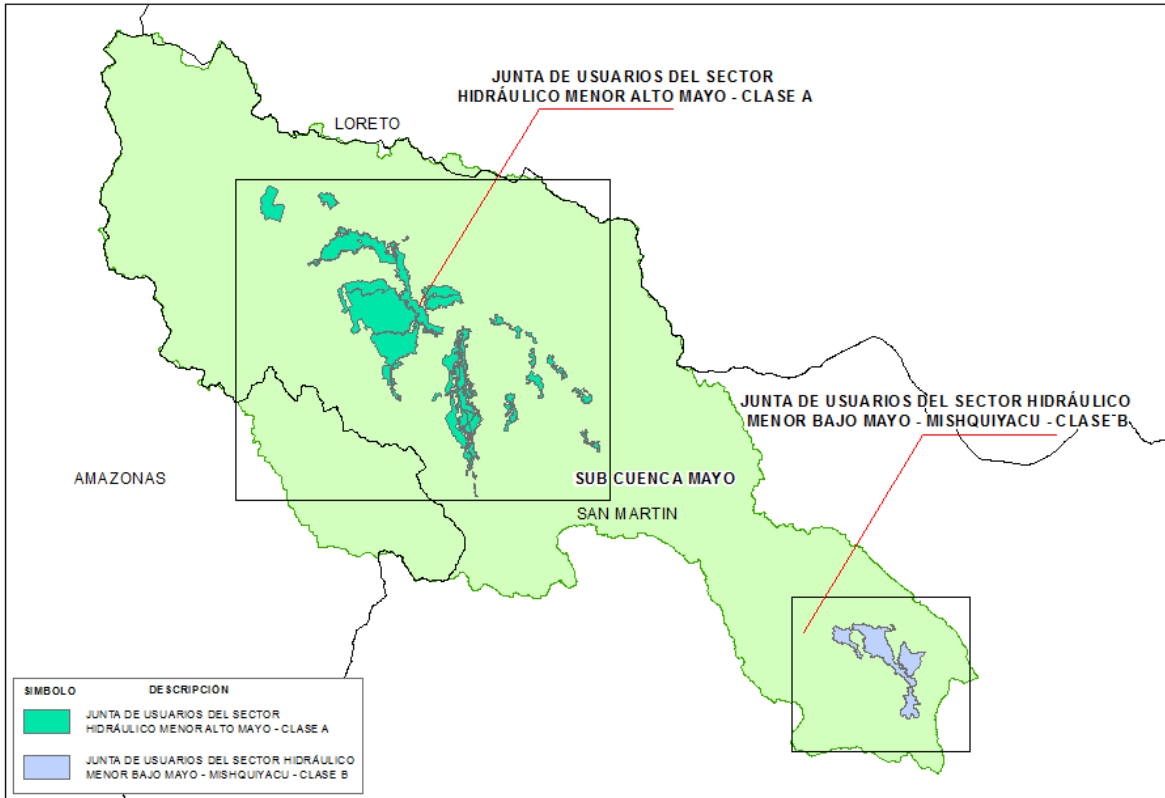 JUNTA DE USUARIOS DEL SECTOR
HIDRÁULICO MENOR ALTO MAYO - CLASE A
LORETO
JUNTA DE USUARIOS DEL SECTOR HIDRÁULICO
MENOR BAJO MAYO - MISHQUIYACU - CLASE B
AMAZONAS
SUB CUENCA MAYO
SAN MARTIN
SIMBOLO DESCRIPCIÓN
JUNTA DE USUARIOS DEL SECTOR
HIDRÁULICO MENOR ALTO MAYO - CLASE A
JUNTA DE USUARIOS DEL SECTOR HIDRÁULICO
MENOR BAJO MAYO - MISHQUIYACU - CLASE B